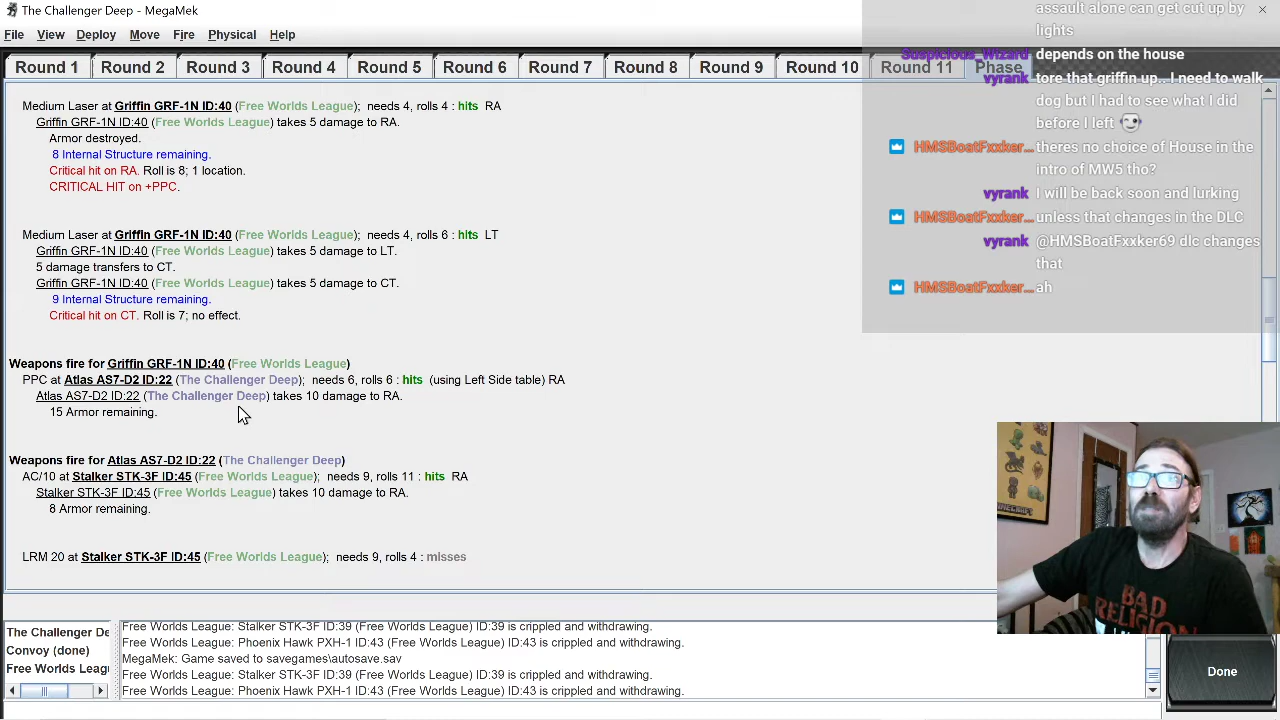 The Challenger Deep - MegaMek
File View Deploy Move Fire Physical Help
Round 1 Round 2 Round 3 Round 4 Round 5 Round 6 Round 7 Round 8 Round 9 Round 10 Round 11 Phase
Medium Laser at Griffin GRF-1N ID:40 (Free Worlds League); needs 4, rolls 4 : hits RA
Griffin GRF-1N ID:40 (Free Worlds League) takes 5 damage to RA.
Armor destroyed.
8 Internal Structure remaining.
Critical hit on RA. Roll is 8; 1 location.
CRITICAL HIT on +PPC.
Medium Laser at Griffin GRF-1N ID:40 (Free Worlds League); needs 4, rolls 6 : hits LT
Griffin GRF-1N ID:40 (Free Worlds League) takes 5 damage to LT.
5 damage transfers to CT.
Griffin GRF-1N ID:40 (Free Worlds League) takes 5 damage to CT.
9 Internal Structure remaining.
Critical hit on CT. Roll is 7; no effect.
Weapons fire for Griffin GRF-1N ID:40 (Free Worlds League)
PPC at Atlas AS7-D2 ID:22 (The Challenger Deep); needs 6, rolls 6 : hits (using Left Side table) RA
Atlas AS7-D2 ID:22 (The Challenger Deep) takes 10 damage to RA.
15 Armor remaining.
Weapons fire for Atlas AS7-D2 ID:22 (The Challenger Deep)
AC/10 at Stalker STK-3F ID:45 (Free Worlds League); needs 9, rolls 11 : hits RA
Stalker STK-3F ID:45 (Free Worlds League) takes 10 damage to RA.
8 Armor remaining.
LRM 20 at Stalker STK-3F ID:45 (Free Worlds League); needs 9, rolls 4 : misses
assault alone can get cut up by
lights
Suspicious_Wizard depends on the house
vyrank tore that griffin up.. I need to walk
dog but I had to see what I did
before I left
HMSBoatFxxker... theres no choice of House in the
intro of MW5 tho?
vyrank I will be back soon and lurking
HMSBoatFxxker... unless that changes in the DLC
vyrank @HMSBoatFxxker69 dlc changes
that
HMSBoatFxxker... ah
MINECRAFT
BAD
RELIGION
The Challenger De
Convoy (done)
Free Worlds Leagu
Free Worlds League: Stalker STK-3F ID:39 (Free Worlds League) ID:39 is crippled and withdrawing.
Free Worlds League: Phoenix Hawk PXH-1 ID:43 (Free Worlds League) ID:43 is crippled and withdrawing.
MegaMek: Game saved to savegames\autosave.sav
Free Worlds League: Stalker STK-3F ID:39 (Free Worlds League) ID:39 is crippled and withdrawing.
Free Worlds League: Phoenix Hawk PXH-1 ID:43 (Free Worlds League) ID:43 is crippled and withdrawing.
Done